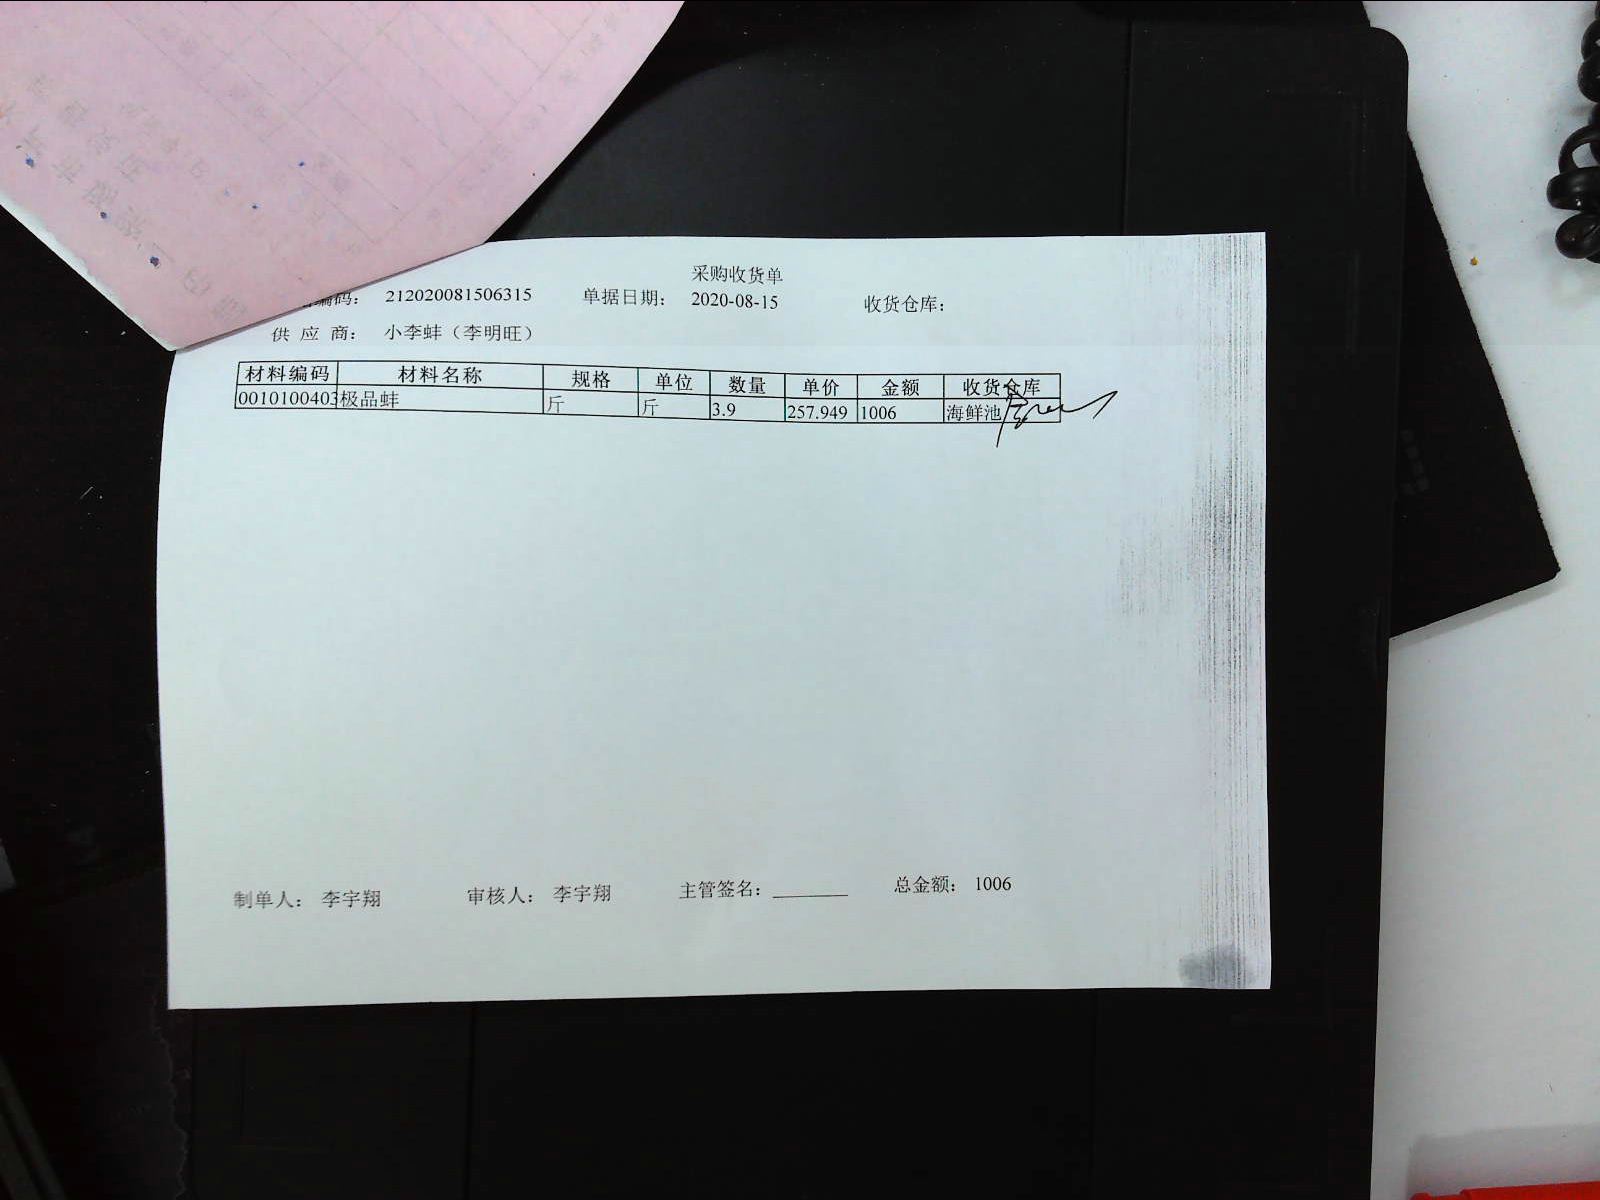 采购收货单
编码： 212020081506315 单据日期： 2020-08-15 收货仓库：
供 应 商： 小李蚌（李明旺）
材料编码 材料名称 规格 单位 数量 单价 金额 收货仓库
0010100403 极品蚌 斤 斤 3.9 257.949 1006 海鲜池
制单人： 李宇翔 审核人： 李宇翔 主管签名： 总金额： 1006